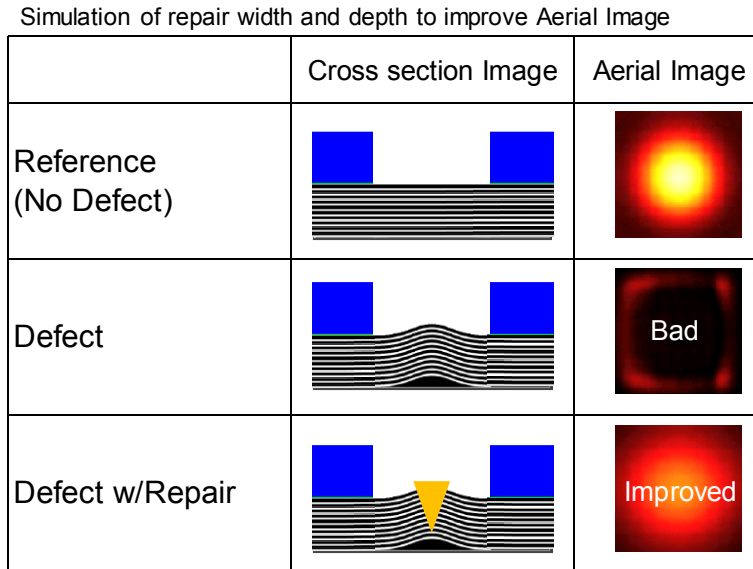 Simulation of repair width and depth to improve Aerial Image
Cross section Image
Aerial Image
Reference
(No Defect)
Defect
Bad
Defect w/Repair
Improved